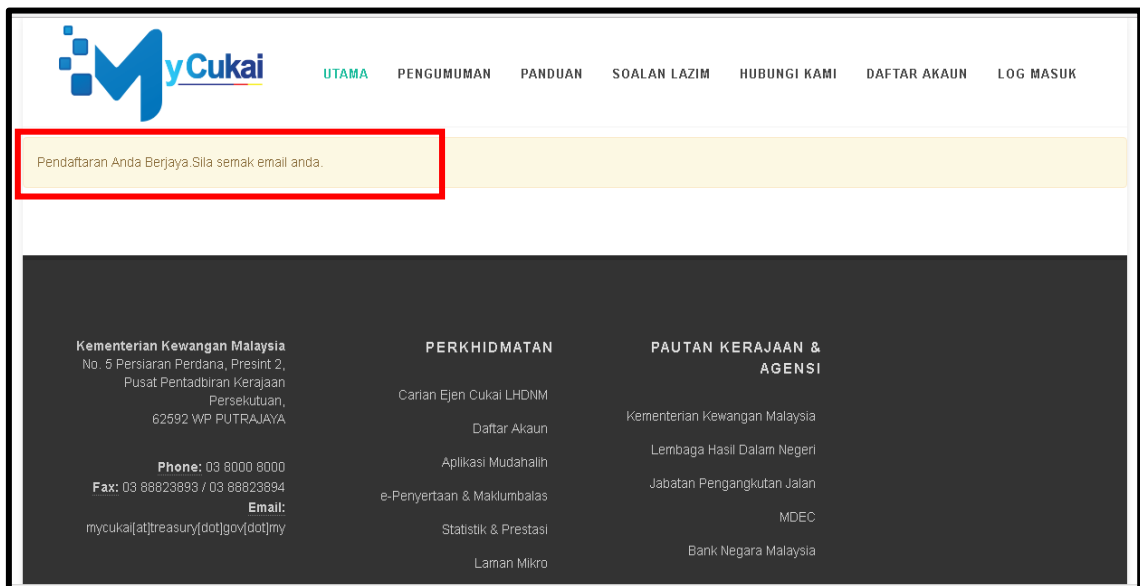 MyCukai
UTAMA PENGUMUMAN PANDUAN SOALAN LAZIM HUBUNGI KAMI DAFTAR AKAUN LOG MASUK
Pendaftaran Anda Berjaya.Sila semak email anda.
Kementerian Kewangan Malaysia
No. 5 Persiaran Perdana, Presint 2,
Pusat Pentadbiran Kerajaan
Persekutuan,
62592 WP PUTRAJAYA
Phone: 03 8000 8000
Fax: 03 88823893 / 03 88823894
Email:
mycukai[at]treasury[dot]gov[dot]my
PERKHIDMATAN
Carian Ejen Cukai LHDNM
Daftar Akaun
Aplikasi Mudahalih
e-Penyertaan & Maklumbalas
Statistik & Prestasi
Laman Mikro
PAUTAN KERAJAAN &
AGENSI
Kementerian Kewangan Malaysia
Lembaga Hasil Dalam Negeri
Jabatan Pengangkutan Jalan
MDEC
Bank Negara Malaysia